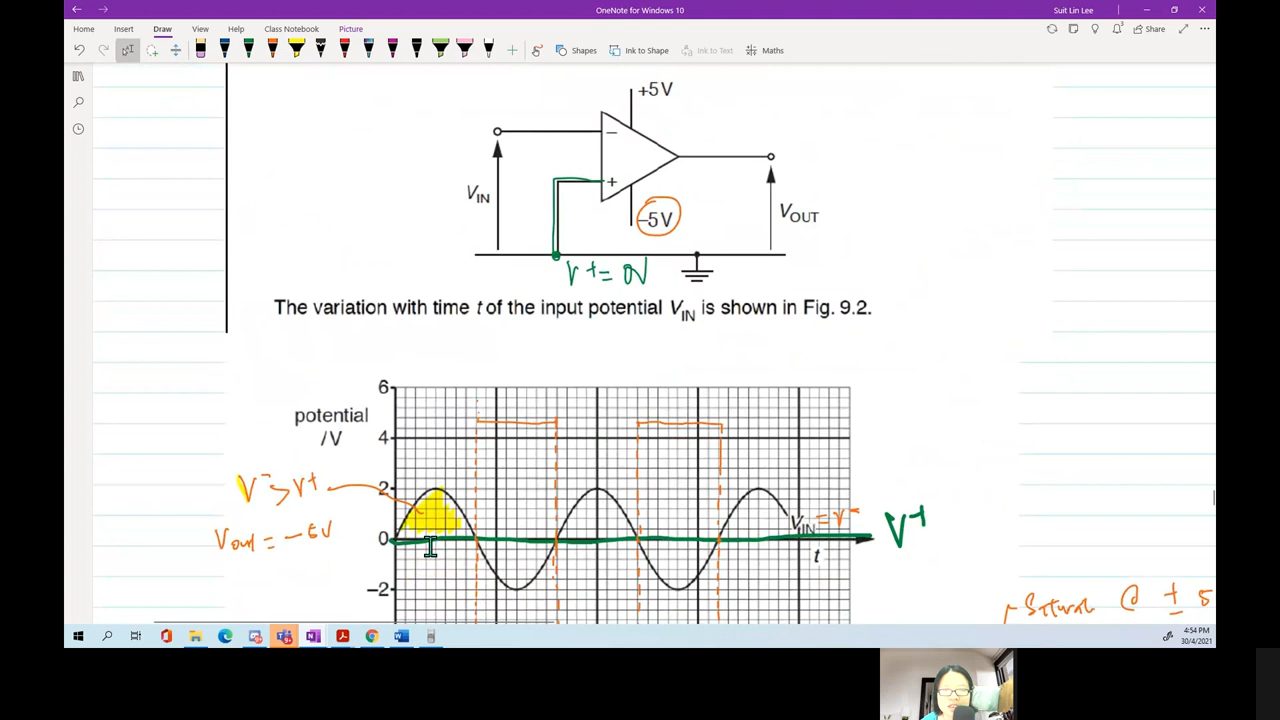 OneNote for Windows 10
Suit Lin Lee
Home Insert Draw View Help Class Notebook Picture
Shapes Ink to Shape Ink to Text Maths Share
+5V
−
+
VIN
−5V
VOUT
V+ = 0V
The variation with time t of the input potential VIN is shown in Fig. 9.2.
6
potential
/V
4
V⁻ > V⁺
2
VIN = V⁻
V+
Vout = −5V
0
t
−2
@ ± 5
4:54 PM
30/4/2021